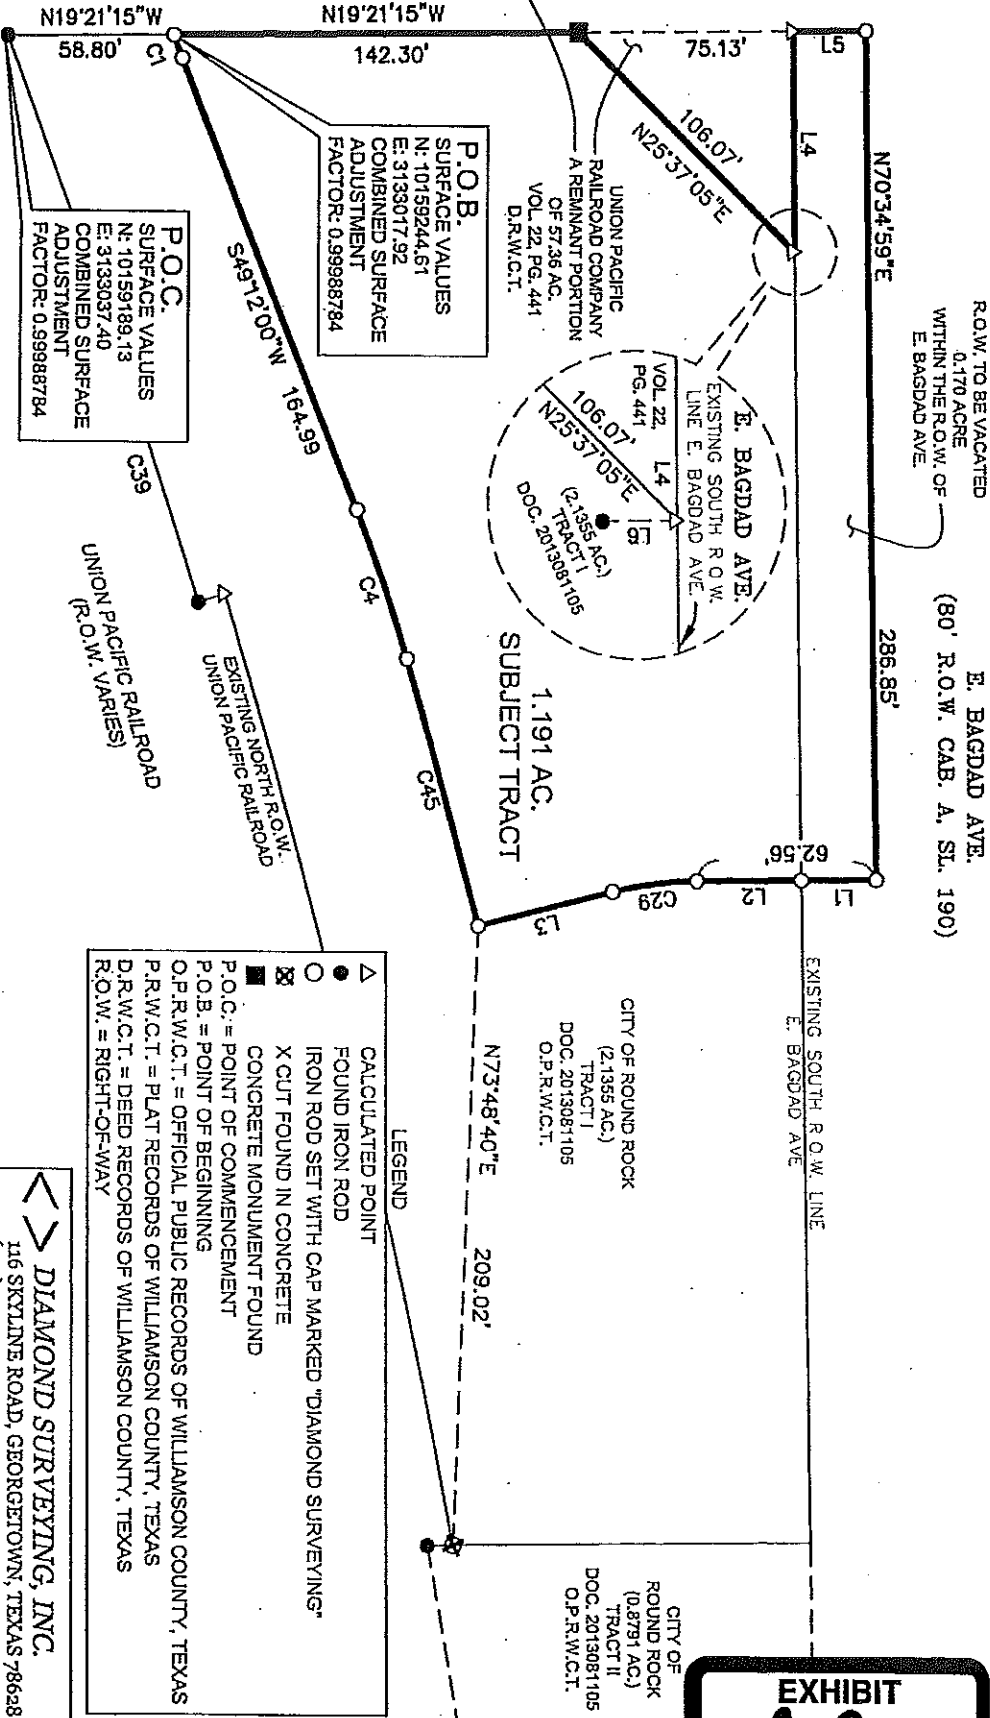 R.O.W. TO BE VACATED
0.170 ACRE
WITHIN THE R.O.W. OF
E. BAGDAD AVE.
E. BAGDAD AVE.
(80' R.O.W. CAB. A, SL. 190)
N70°34'59"E
286.85'
L5
L4
75.13'
N19°21'15"W
142.30'
N19°21'15"W
58.80'
C1
106.07'
N25°37'05"E
UNION PACIFIC
RAILROAD COMPANY
A REMNANT PORTION
OF 57.36 AC.
VOL. 22, PG. 441
D.R.W.C.T.
E. BAGDAD AVE.
EXISTING SOUTH R.O.W.
LINE E. BAGDAD AVE.
VOL. 22,
PG. 441
L4
106.07'
N25°37'05"E
L6
(2.1355 AC.)
TRACT I
DOC. 2013081105
1.191 AC.
SUBJECT TRACT
62.56'
L1
L2
C29
L3
EXISTING SOUTH R.O.W. LINE
E. BAGDAD AVE
P.O.B.
SURFACE VALUES
N: 10159244.61
E: 3133017.92
COMBINED SURFACE
ADJUSTMENT
FACTOR: 0.99988784
P.O.C.
SURFACE VALUES
N: 10159189.13
E: 3133037.40
COMBINED SURFACE
ADJUSTMENT
FACTOR: 0.99988784
S49°12'00"W 164.99
C4
C45
C39
EXISTING NORTH R.O.W.
UNION PACIFIC RAILROAD
UNION PACIFIC RAILROAD
(R.O.W. VARIES)
CITY OF ROUND ROCK
(2.1355 AC.)
TRACT I
DOC. 2013081105
O.P.R.W.C.T.
N73°48'40"E 209.02'
CITY OF
ROUND ROCK
(0.8791 AC.)
TRACT II
DOC. 2013081105
O.P.R.W.C.T.
LEGEND
CALCULATED POINT
FOUND IRON ROD
IRON ROD SET WITH CAP MARKED "DIAMOND SURVEYING"
X CUT FOUND IN CONCRETE
CONCRETE MONUMENT FOUND
P.O.C. = POINT OF COMMENCEMENT
P.O.B. = POINT OF BEGINNING
O.P.R.W.C.T. = OFFICIAL PUBLIC RECORDS OF WILLIAMSON COUNTY, TEXAS
P.R.W.C.T. = PLAT RECORDS OF WILLIAMSON COUNTY, TEXAS
D.R.W.C.T. = DEED RECORDS OF WILLIAMSON COUNTY, TEXAS
R.O.W. = RIGHT-OF-WAY
DIAMOND SURVEYING, INC.
116 SKYLINE ROAD, GEORGETOWN, TEXAS 78628
EXHIBIT